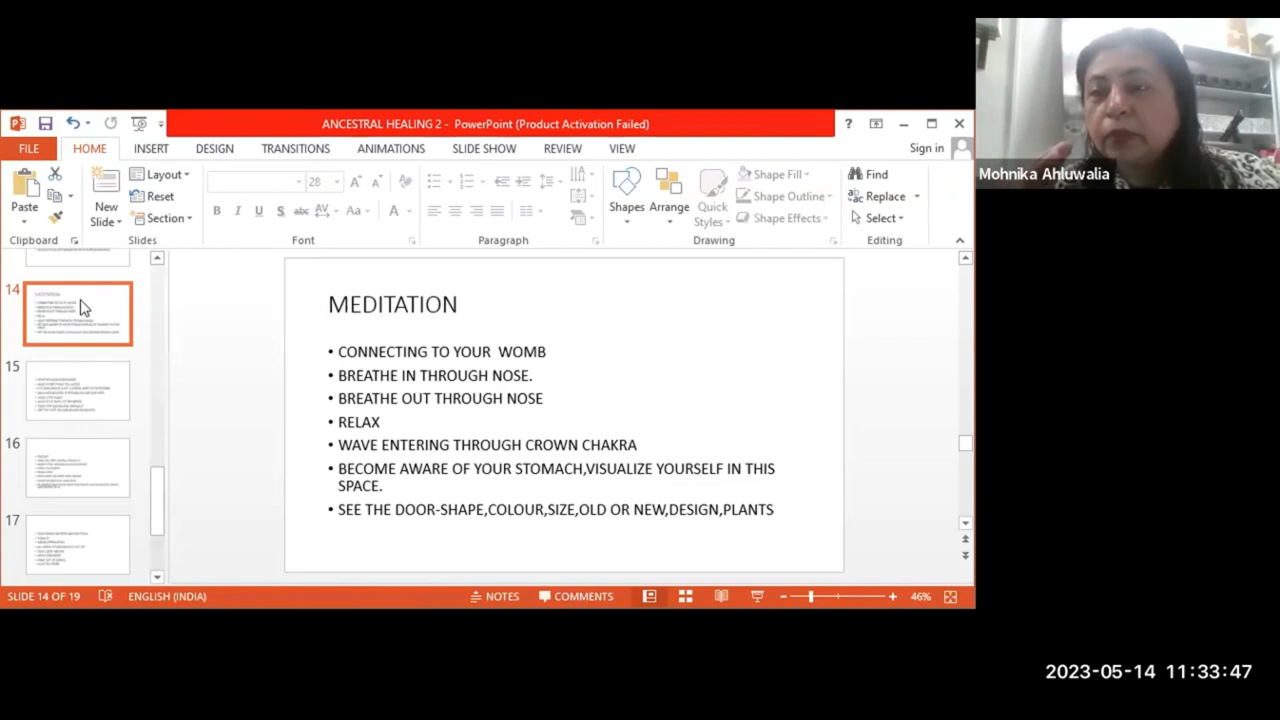 Mohnika Ahluwalia
ANCESTRAL HEALING 2 - PowerPoint (Product Activation Failed)
?
FILE HOME INSERT DESIGN TRANSITIONS ANIMATIONS SLIDE SHOW REVIEW VIEW Sign in
Paste
New
Slide
Layout
Reset
Section
28
B I U S abc AV Aa A
Shapes
Arrange
Quick
Styles
Shape Fill
Shape Outline
Shape Effects
Find
Replace
Select
Clipboard Slides Font Paragraph Drawing Editing
14
15
16
17
MEDITATION
• CONNECTING TO YOUR WOMB
• BREATHE IN THROUGH NOSE.
• BREATHE OUT THROUGH NOSE
• RELAX
• WAVE ENTERING THROUGH CROWN CHAKRA
• BECOME AWARE OF YOUR STOMACH,VISUALIZE YOURSELF IN THIS
SPACE.
• SEE THE DOOR-SHAPE,COLOUR,SIZE,OLD OR NEW,DESIGN,PLANTS
SLIDE 14 OF 19 ENGLISH (INDIA) NOTES COMMENTS 46%
2023-05-14 11:33:47